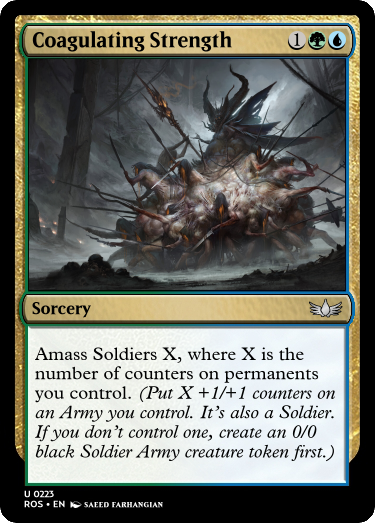 Coagulating Strength 1
Sorcery
Amass Soldiers X, where X is the
number of counters on permanents
you control. (Put X +1/+1 counters on
an Army you control. It's also a Soldier.
If you don't control one, create an 0/0
black Soldier Army creature token first.)
U 0223
ROS • EN SAEED FARHANGIAN